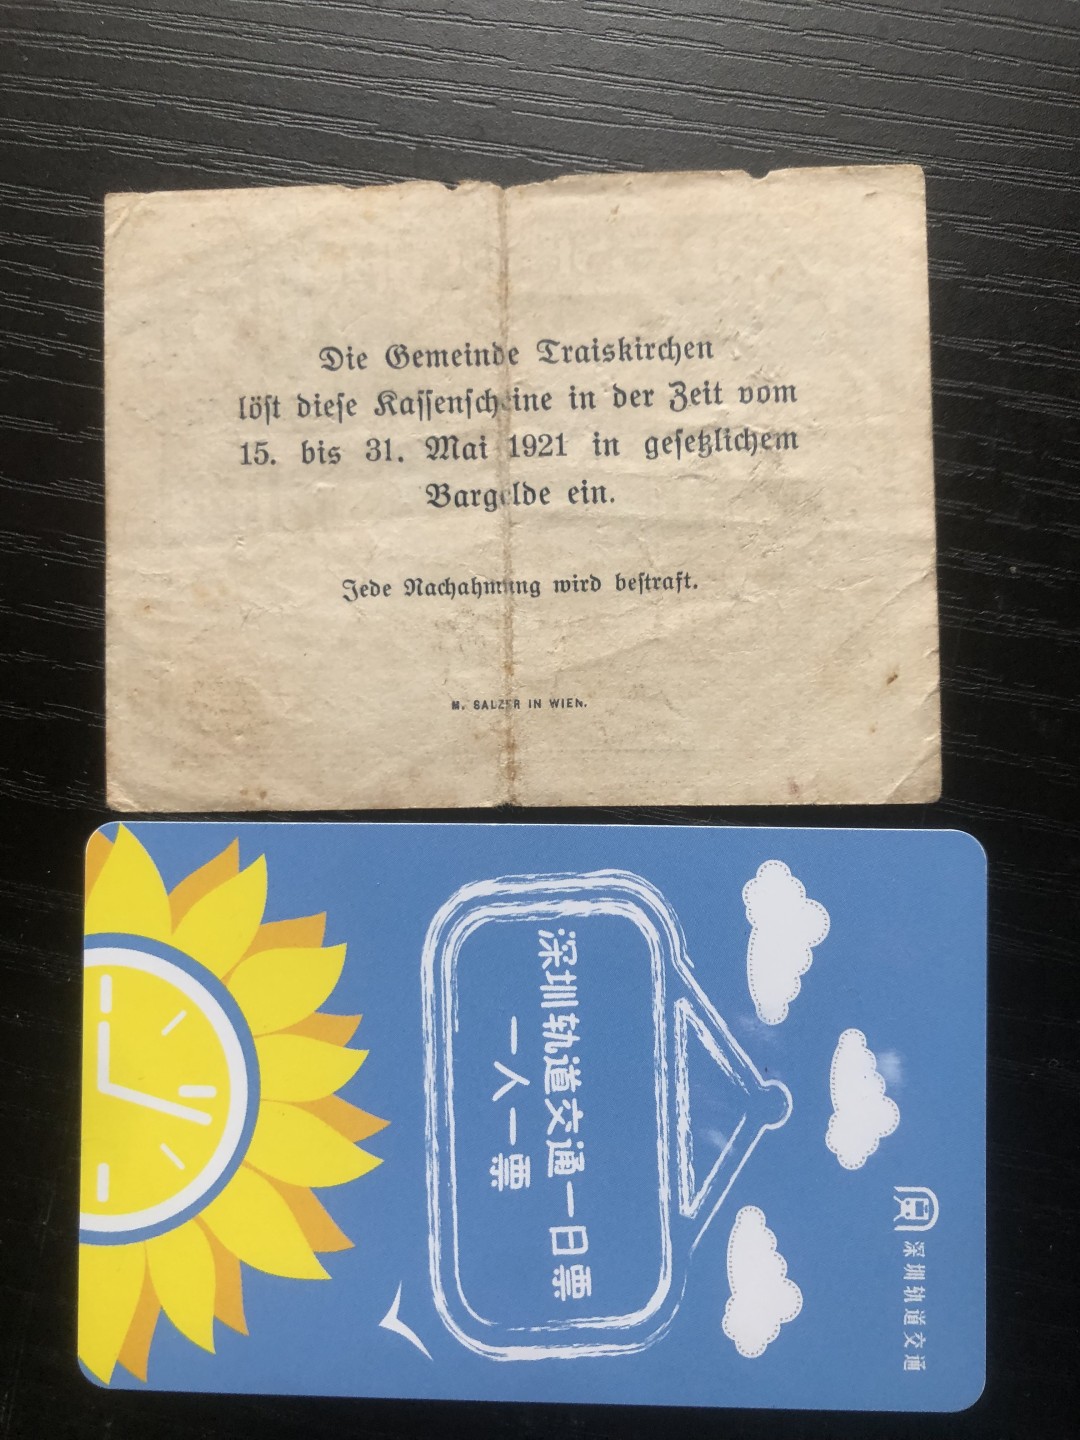 Die Gemeinde Traiskirchen
löst diese Kassenscheine in der Zeit vom
15. bis 31. Mai 1921 in gesetzlichem
Bargelde ein.
Jede Nachahmung wird bestraft.
M. SALZER IN WIEN.
深圳轨道交通一日票
一人一票
深圳轨道交通